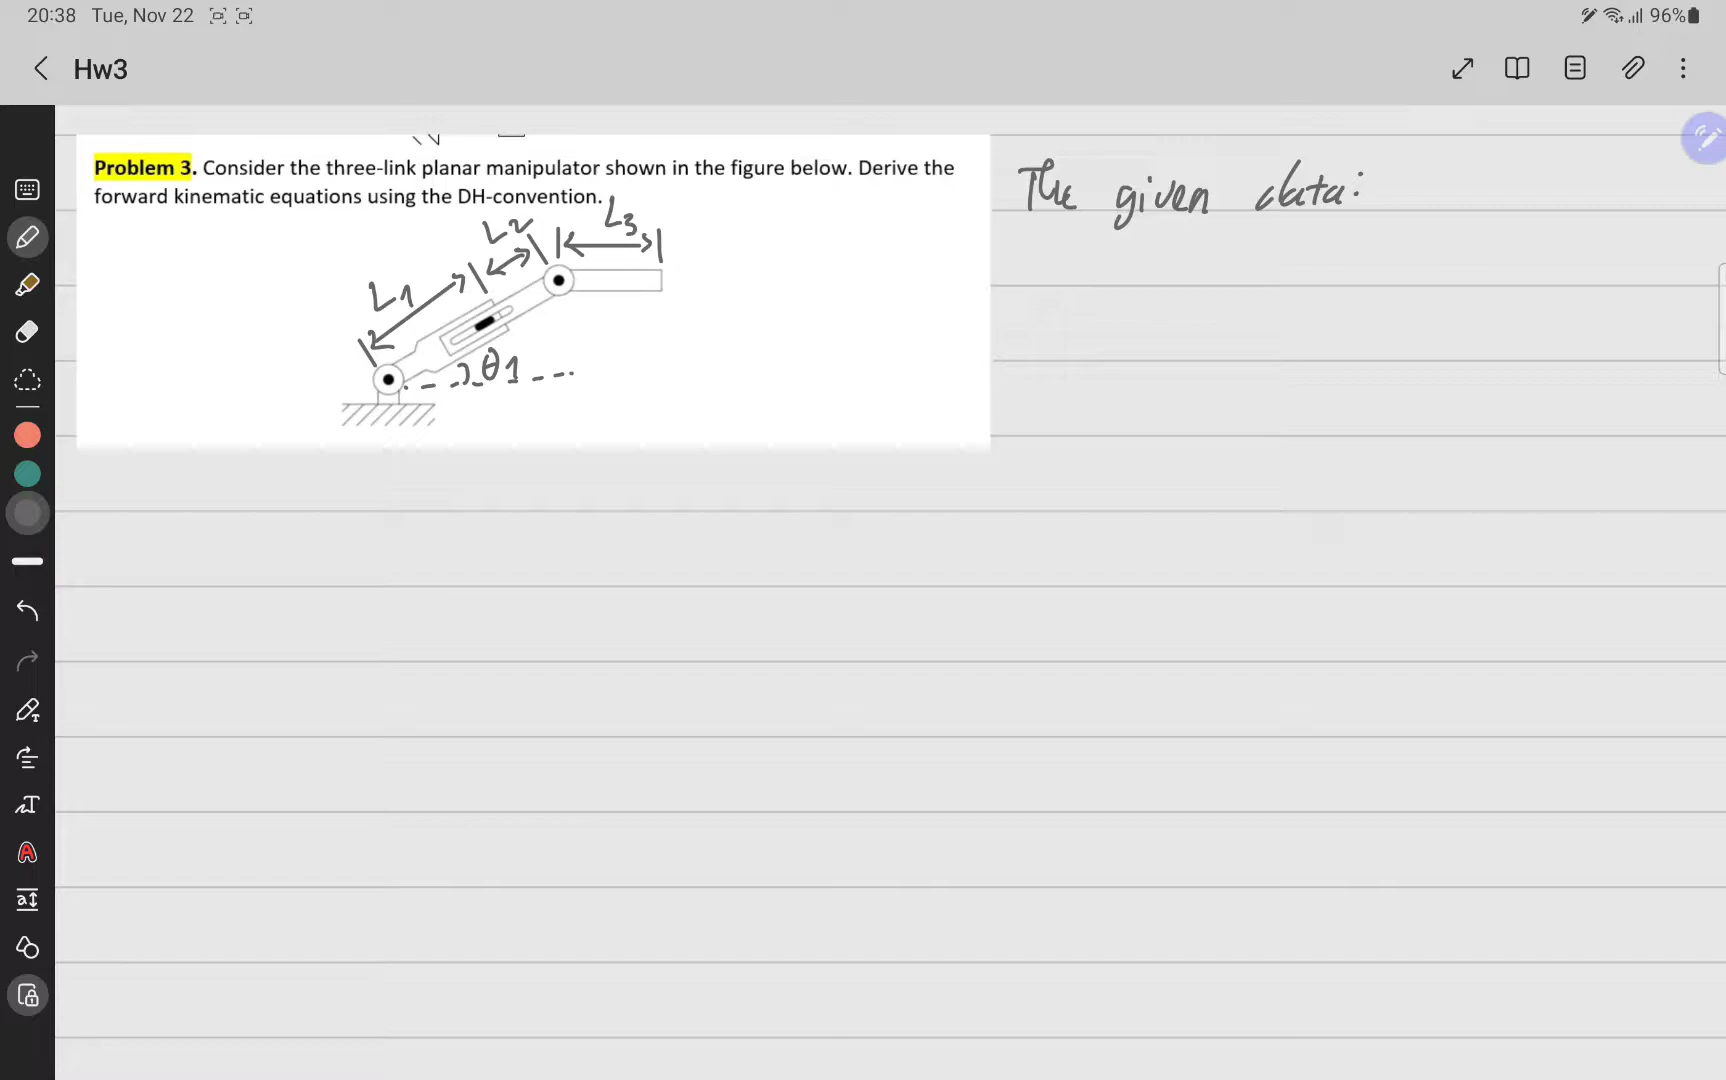 20:38 Tue, Nov 22 96%
Hw3
Problem 3. Consider the three-link planar manipulator shown in the figure below. Derive the
forward kinematic equations using the DH-convention.
The given data:
L1
L2
L3
θ1